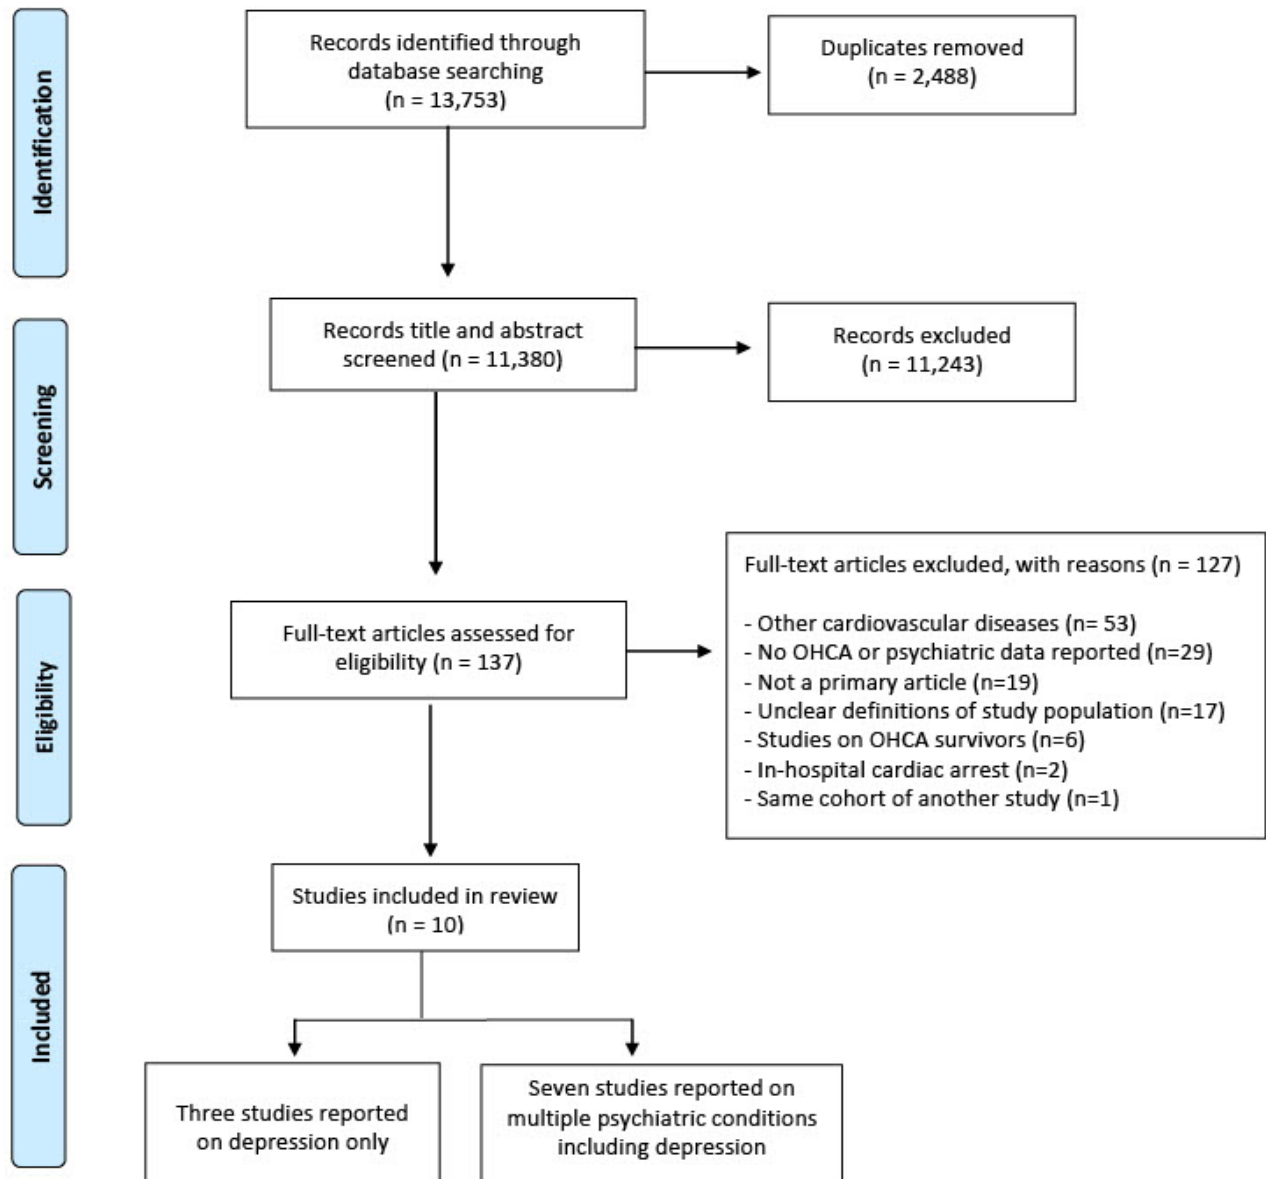 Identification
Records identified through
database searching
(n = 13,753)
Duplicates removed
(n = 2,488)
Screening
Records title and abstract
screened (n = 11,380)
Records excluded
(n = 11,243)
Eligibility
Full-text articles assessed for
eligibility (n = 137)
Full-text articles excluded, with reasons (n = 127)
- Other cardiovascular diseases (n= 53)
- No OHCA or psychiatric data reported (n=29)
- Not a primary article (n=19)
- Unclear definitions of study population (n=17)
- Studies on OHCA survivors (n=6)
- In-hospital cardiac arrest (n=2)
- Same cohort of another study (n=1)
Included
Studies included in review
(n = 10)
Three studies reported
on depression only
Seven studies reported on
multiple psychiatric conditions
including depression